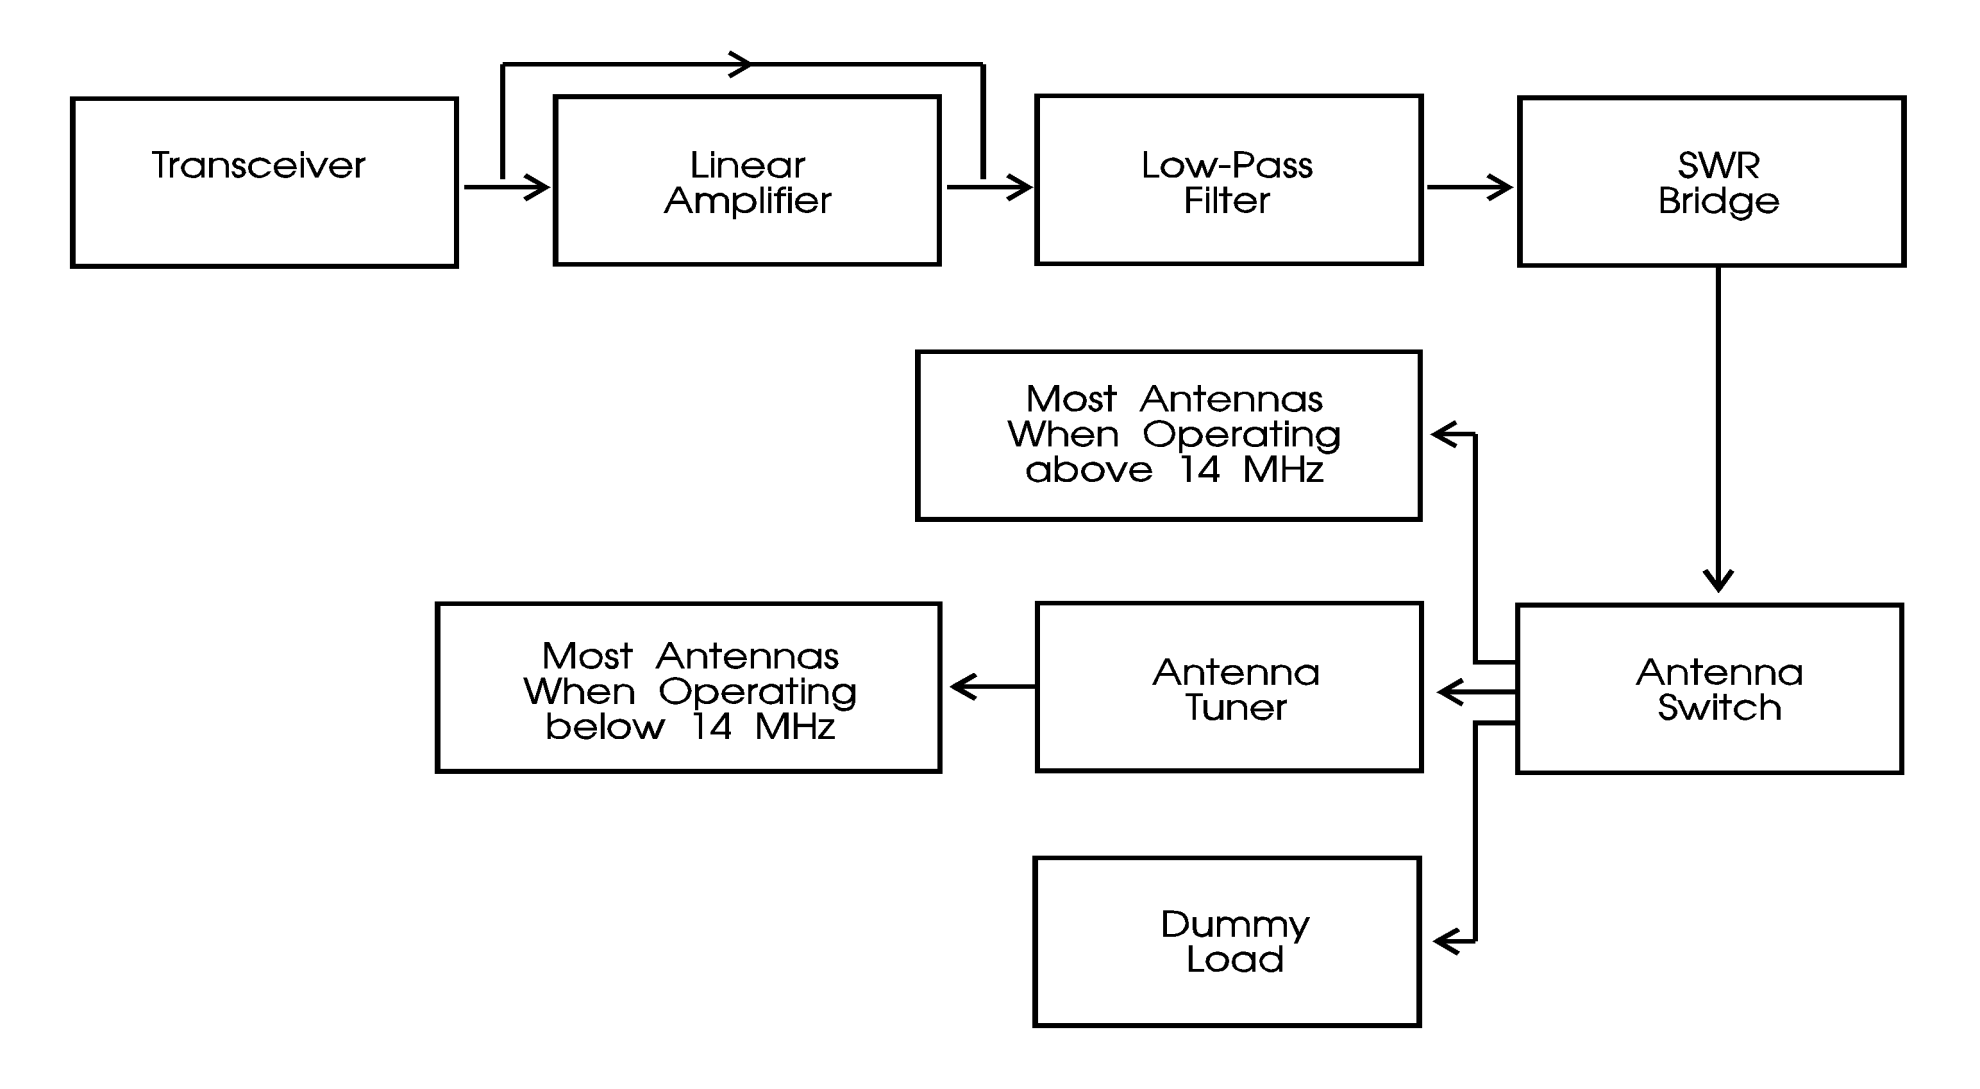 Transceiver
Linear
Amplifier
Low-Pass
Filter
SWR
Bridge
Most Antennas
When Operating
above 14 MHz
Most Antennas
When Operating
below 14 MHz
Antenna
Tuner
Antenna
Switch
Dummy
Load